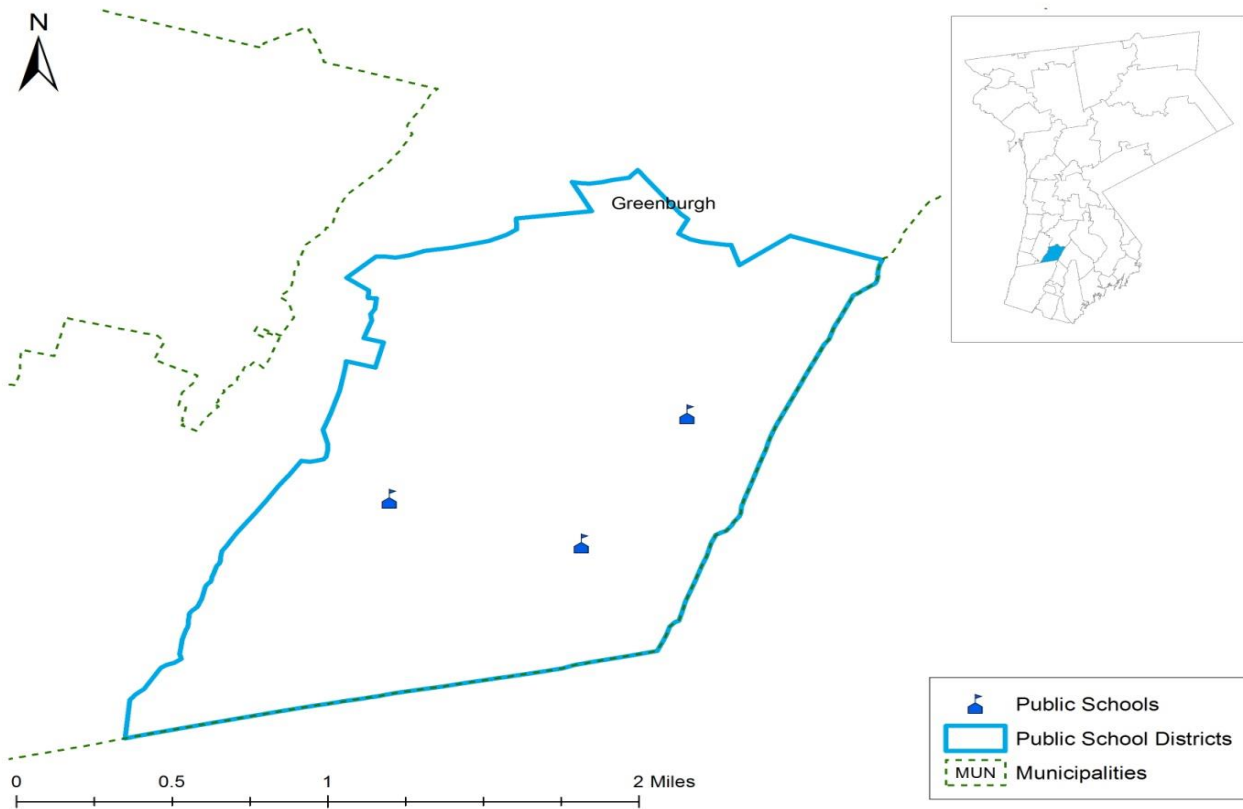 N
Greenburgh
Public Schools
Public School Districts
MUN Municipalities
0 0.5 1 2 Miles